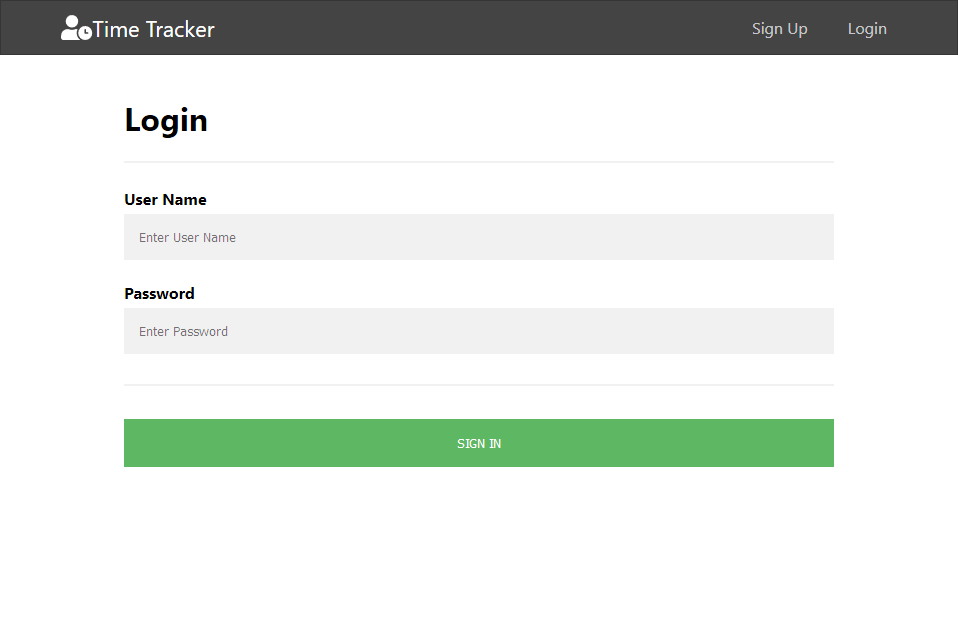 Time Tracker Sign Up Login
Login
User Name
Enter User Name
Password
Enter Password
SIGN IN